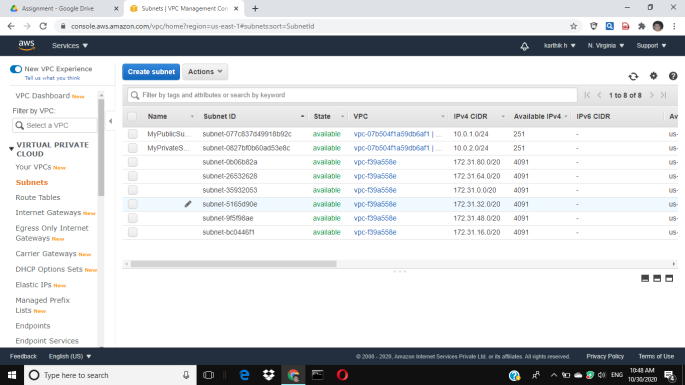 Assignment - Google Drive
Subnets | VPC Management Con
console.aws.amazon.com/vpc/home?region=us-east-1#subnets:sort=SubnetId
aws
Services
karthik h
N. Virginia
Support
New VPC Experience
Tell us what you think
Create subnet
Actions
VPC Dashboard New
Filter by VPC:
Select a VPC
Filter by tags and attributes or search by keyword
1 to 8 of 8
Name Subnet ID State VPC IPv4 CIDR Available IPv4 IPv6 CIDR Av
MyPublicSu... subnet-077c837d49918b92c available vpc-07b504f1a59db6af1 | ... 10.0.1.0/24 251 - us-
MyPrivateS... subnet-0827bf0b60ad53e8c available vpc-07b504f1a59db6af1 | ... 10.0.2.0/24 251 - us-
subnet-0b06b82a available vpc-f39a558e 172.31.80.0/20 4091 - us-
subnet-26532628 available vpc-f39a558e 172.31.64.0/20 4091 - us-
subnet-35932053 available vpc-f39a558e 172.31.0.0/20 4091 - us-
subnet-5165d90e available vpc-f39a558e 172.31.32.0/20 4091 - us-
subnet-9f5f98ae available vpc-f39a558e 172.31.48.0/20 4091 - us-
subnet-bc0446f1 available vpc-f39a558e 172.31.16.0/20 4091 - us-
VIRTUAL PRIVATE
CLOUD
Your VPCs New
Subnets
Route Tables
Internet Gateways New
Egress Only Internet
Gateways New
Carrier Gateways New
DHCP Options Sets New
Elastic IPs New
Managed Prefix
Lists New
Endpoints
Endpoint Services
Feedback
English (US)
© 2008 - 2020, Amazon Internet Services Private Ltd. or its affiliates. All rights reserved.
Privacy Policy
Terms of Use
Type here to search
ENG
10:48 AM
10/30/2020